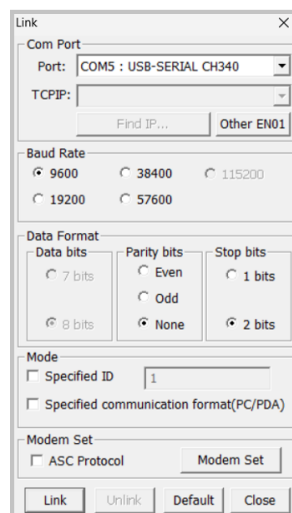 Link
Com Port
Port: COM5 : USB-SERIAL CH340
TCPIP:
Find IP... Other EN01
Baud Rate
9600 38400 115200
19200 57600
Data Format
Data bits Parity bits Stop bits
7 bits Even 1 bits
Odd
8 bits None 2 bits
Mode
Specified ID 1
Specified communication format(PC/PDA)
Modem Set
ASC Protocol Modem Set
Link Unlink Default Close